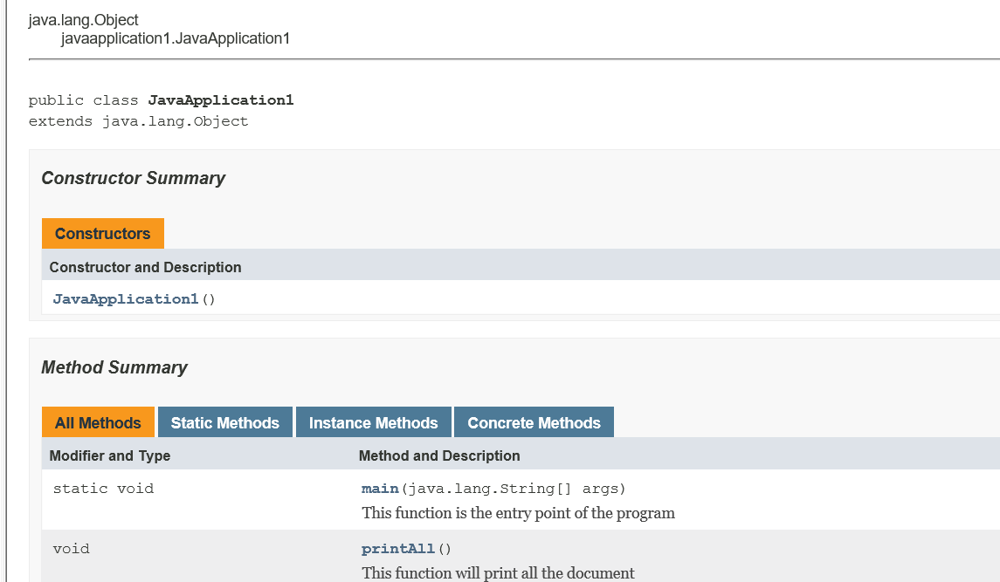 java.lang.Object
javaapplication1.JavaApplication1
public class JavaApplication1
extends java.lang.Object
Constructor Summary
Constructors
Constructor and Description
JavaApplication1()
Method Summary
All Methods Static Methods Instance Methods Concrete Methods
Modifier and Type Method and Description
static void main(java.lang.String[] args)
This function is the entry point of the program
void printAll()
This function will print all the document